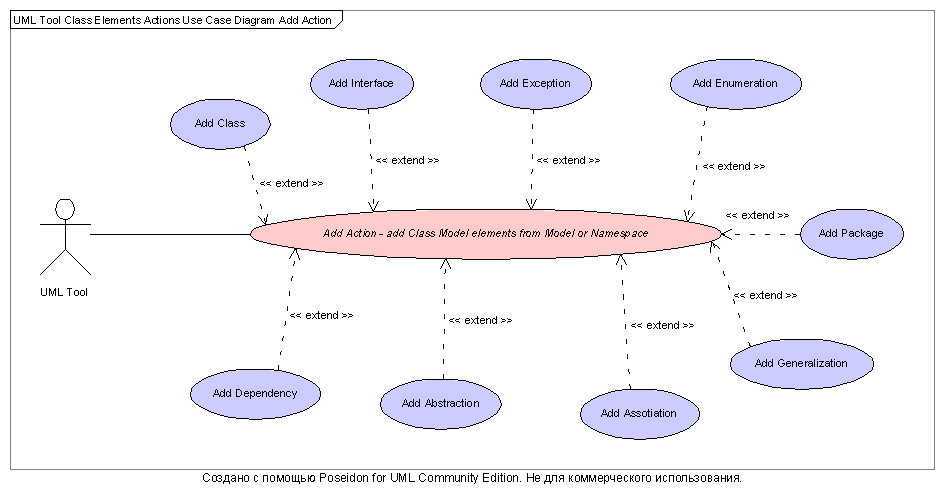 UML Tool Class Elements Actions Use Case Diagram Add Action
Add Interface
Add Exception
Add Enumeration
Add Class
<< extend >>
<< extend >>
<< extend >>
<< extend >>
<< extend >>
Add Action - add Class Model elements from Model or Namespace
Add Package
UML Tool
<< extend >>
<< extend >>
<< extend >>
<< extend >>
Add Generalization
Add Dependency
Add Abstraction
Add Assotiation
Создано с помощью Poseidon for UML Community Edition. Не для коммерческого использования.